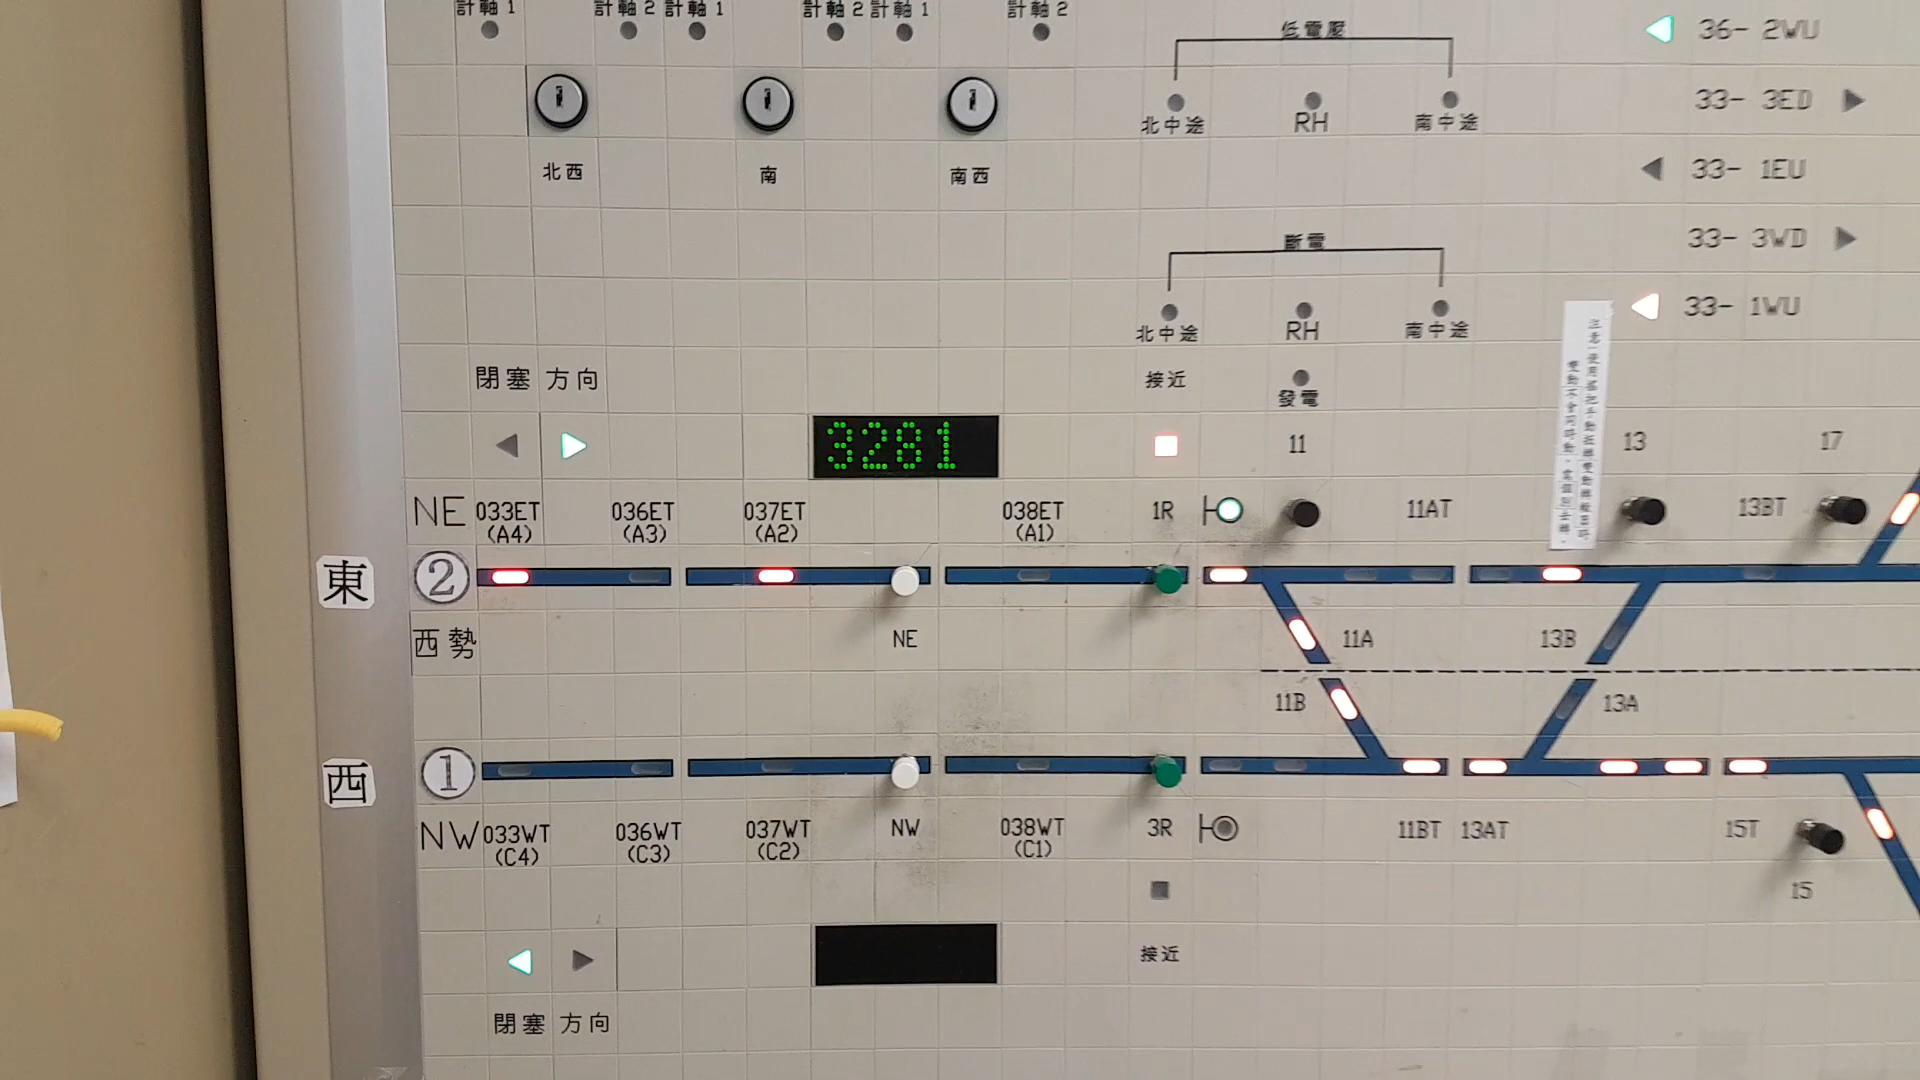 計軸1 計軸2 計軸1 計軸2 計軸1 計軸2
低電壓
36- 2WU
北中途 RH 南中途
33- 3ED
北西 南 南西
33- 1EU
斷電
33- 3WD
北中途 RH 南中途
33- 1WU
閉塞 方向
接近
發電
3281
11
13
17
NE 033ET 036ET 037ET 038ET 1R 11AT 13BT
(A4) (A3) (A2) (A1)
東 2
西勢
NE
11A
13B
11B
13A
西 1
NW 033WT 036WT 037WT NW 038WT 3R 11BT 13AT 15T
(C4) (C3) (C2) (C1)
15
接近
閉塞 方向